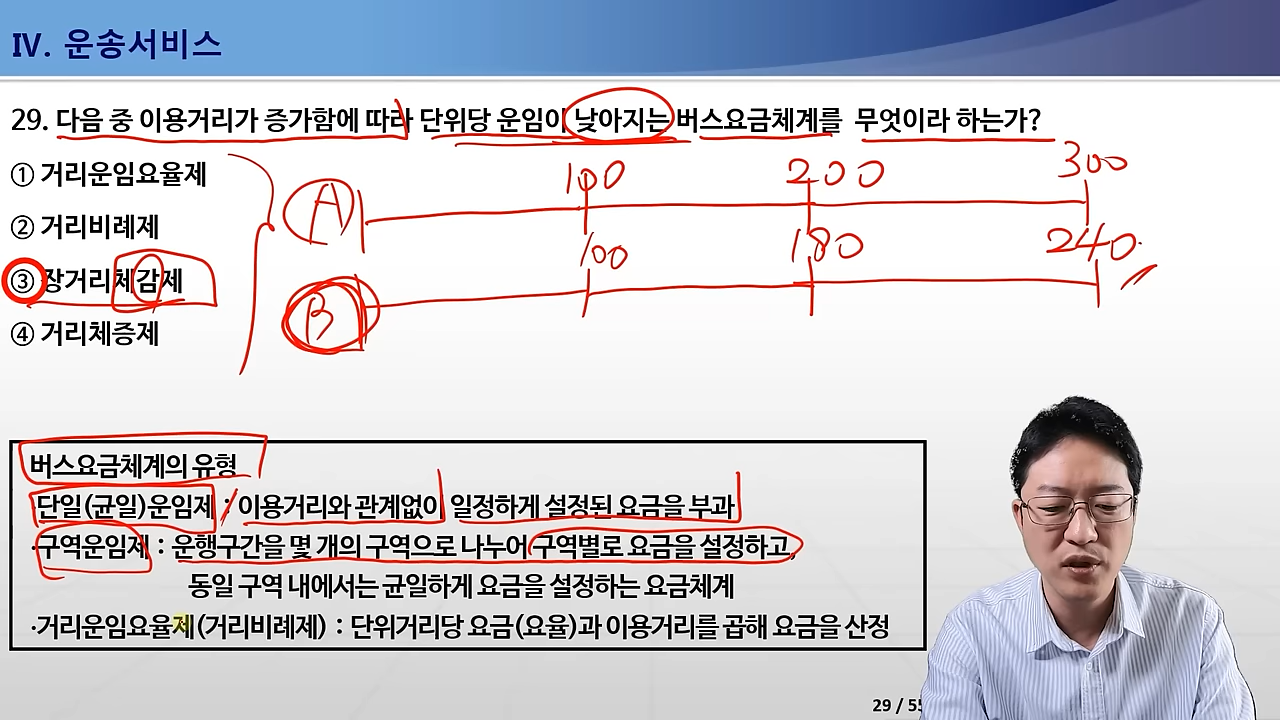 Ⅳ. 운송서비스
29. 다음 중 이용거리가 증가함에 따라 단위당 운임이 낮아지는 버스요금체계를 무엇이라 하는가?
① 거리운임요율제
② 거리비례제
③ 장거리체감제
④ 거리체증제
A 100 200 300
B 100 180 240
버스요금체계의 유형
·단일(균일)운임제 : 이용거리와 관계없이 일정하게 설정된 요금을 부과
·구역운임제 : 운행구간을 몇 개의 구역으로 나누어 구역별로 요금을 설정하고,
동일 구역 내에서는 균일하게 요금을 설정하는 요금체계
·거리운임요율제(거리비례제) : 단위거리당 요금(요율)과 이용거리를 곱해 요금을 산정
29 / 55